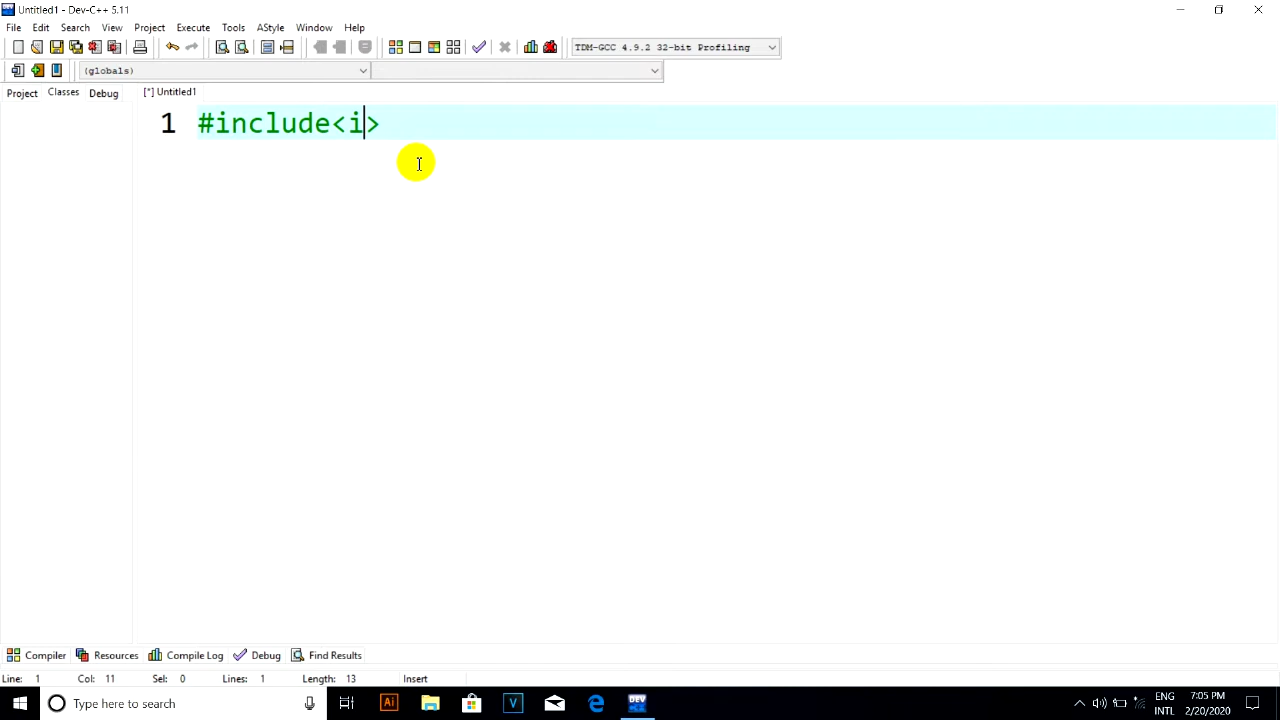 Untitled1 - Dev-C++ 5.11
File Edit Search View Project Execute Tools AStyle Window Help
TDM-GCC 4.9.2 32-bit Profiling
(globals)
Project Classes Debug [*] Untitled1
1 #include<i>
Compiler Resources Compile Log Debug Find Results
Line: 1 Col: 11 Sel: 0 Lines: 1 Length: 13 Insert
Type here to search Ai V DEV C++ ENG 7:05 PM
INTL 2/20/2020